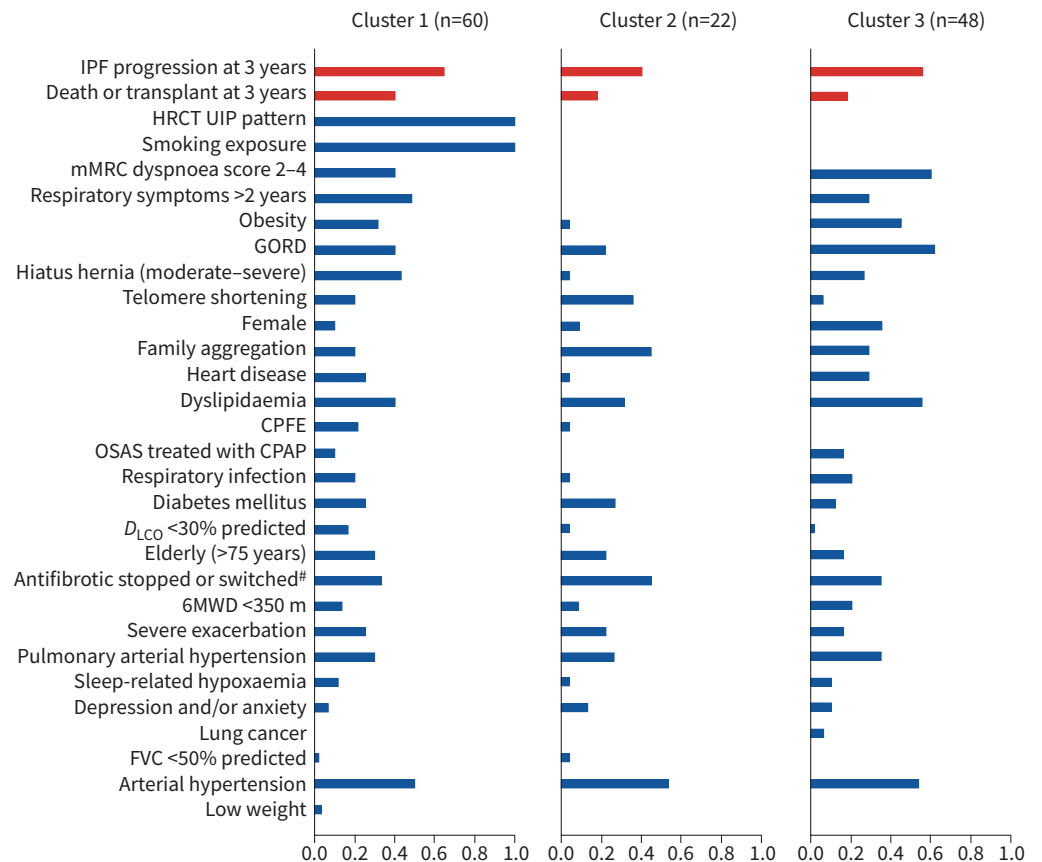 Cluster 1 (n=60) Cluster 2 (n=22) Cluster 3 (n=48)
IPF progression at 3 years
Death or transplant at 3 years
HRCT UIP pattern
Smoking exposure
mMRC dyspnoea score 2–4
Respiratory symptoms >2 years
Obesity
GORD
Hiatus hernia (moderate–severe)
Telomere shortening
Female
Family aggregation
Heart disease
Dyslipidaemia
CPFE
OSAS treated with CPAP
Respiratory infection
Diabetes mellitus
DLCO <30% predicted
Elderly (>75 years)
Antifibrotic stopped or switched#
6MWD <350 m
Severe exacerbation
Pulmonary arterial hypertension
Sleep-related hypoxaemia
Depression and/or anxiety
Lung cancer
FVC <50% predicted
Arterial hypertension
Low weight
0.0 0.2 0.4 0.6 0.8 1.0 0.0 0.2 0.4 0.6 0.8 1.0 0.0 0.2 0.4 0.6 0.8 1.0